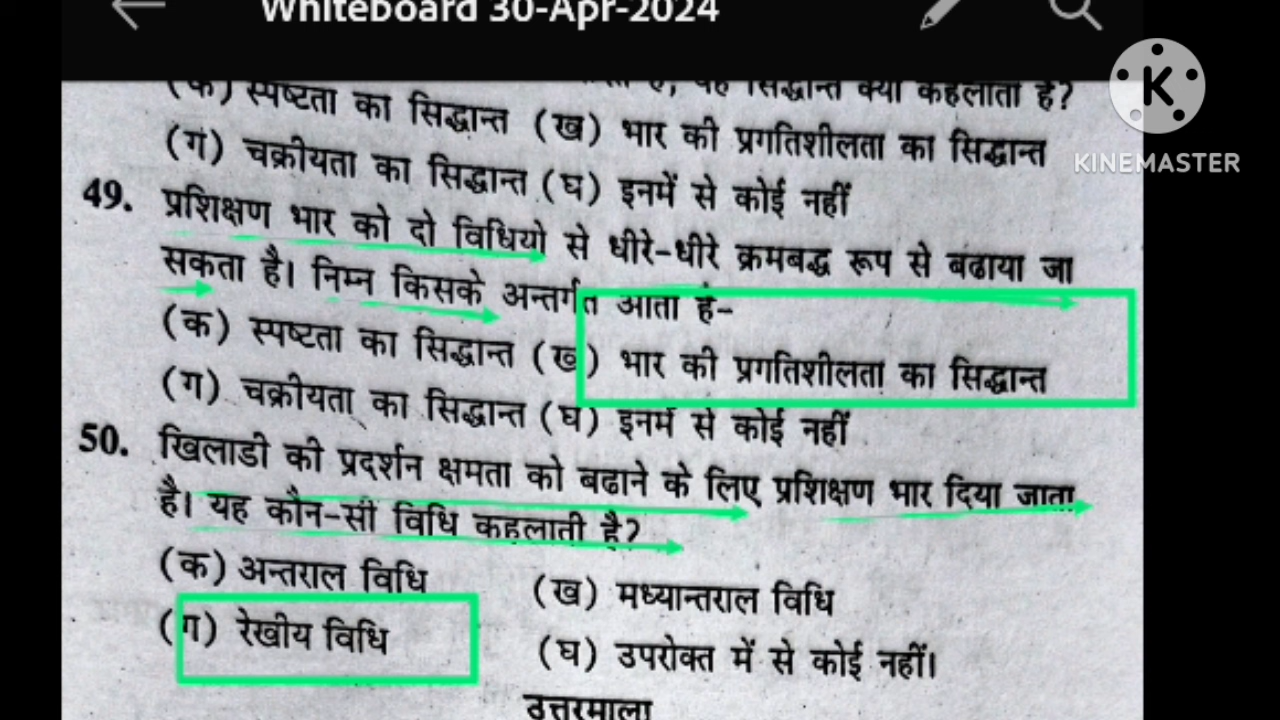 Whiteboard 30-Apr-2024
K
KINEMASTER
सिद्धान्त क्या कहलाता है?
(क) स्पष्टता का सिद्धान्त (ख) भार की प्रगतिशीलता का सिद्धान्त
(ग) चक्रीयता का सिद्धान्त (घ) इनमें से कोई नहीं
49. प्रशिक्षण भार को दो विधियो से धीरे-धीरे क्रमबद्ध रूप से बढाया जा
सकता है। निम्न किसके अन्तर्गत आता है-
(क) स्पष्टता का सिद्धान्त (ख) भार की प्रगतिशीलता का सिद्धान्त
(ग) चक्रीयता का सिद्धान्त (घ) इनमें से कोई नहीं
50. खिलाडी की प्रदर्शन क्षमता को बढाने के लिए प्रशिक्षण भार दिया जाता
है। यह कौन-सी विधि कहलाती है?
(क) अन्तराल विधि (ख) मध्यान्तराल विधि
(ग) रेखीय विधि (घ) उपरोक्त में से कोई नहीं।
उत्तरमाला